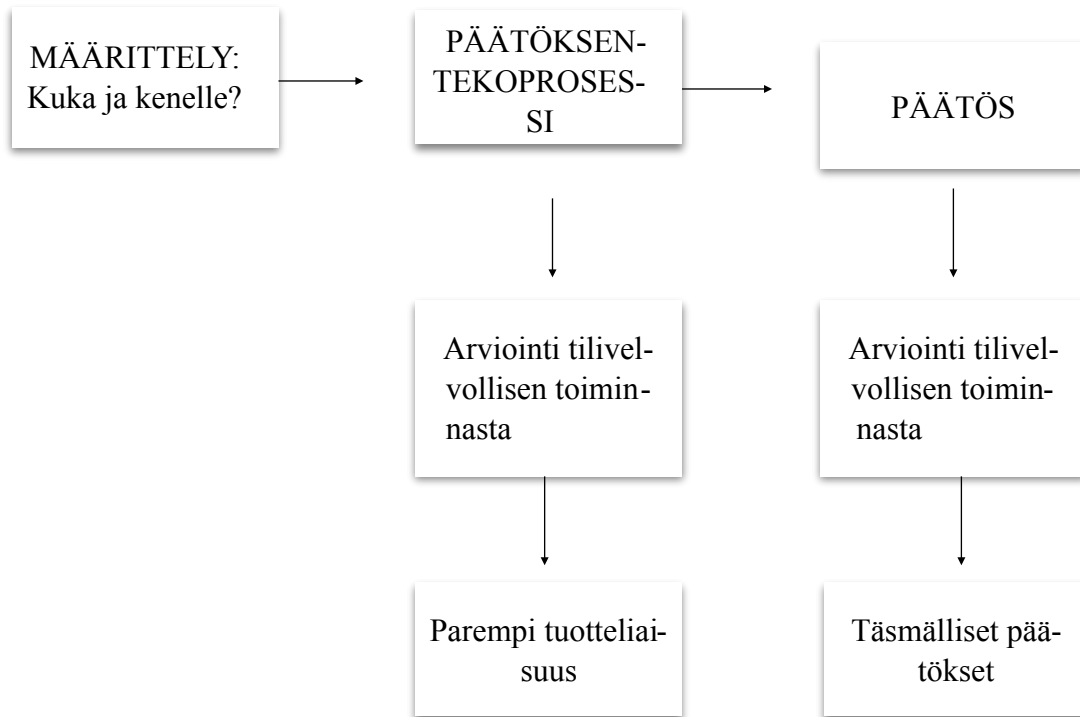 MÄÄRITTELY:
Kuka ja kenelle?
PÄÄTÖKSEN-
TEKOPROSES-
SI
PÄÄTÖS
Arviointi tilivel-
vollisen toimin-
nasta
Arviointi tilivel-
vollisen toimin-
nasta
Parempi tuotteliai-
suus
Täsmälliset pää-
tökset